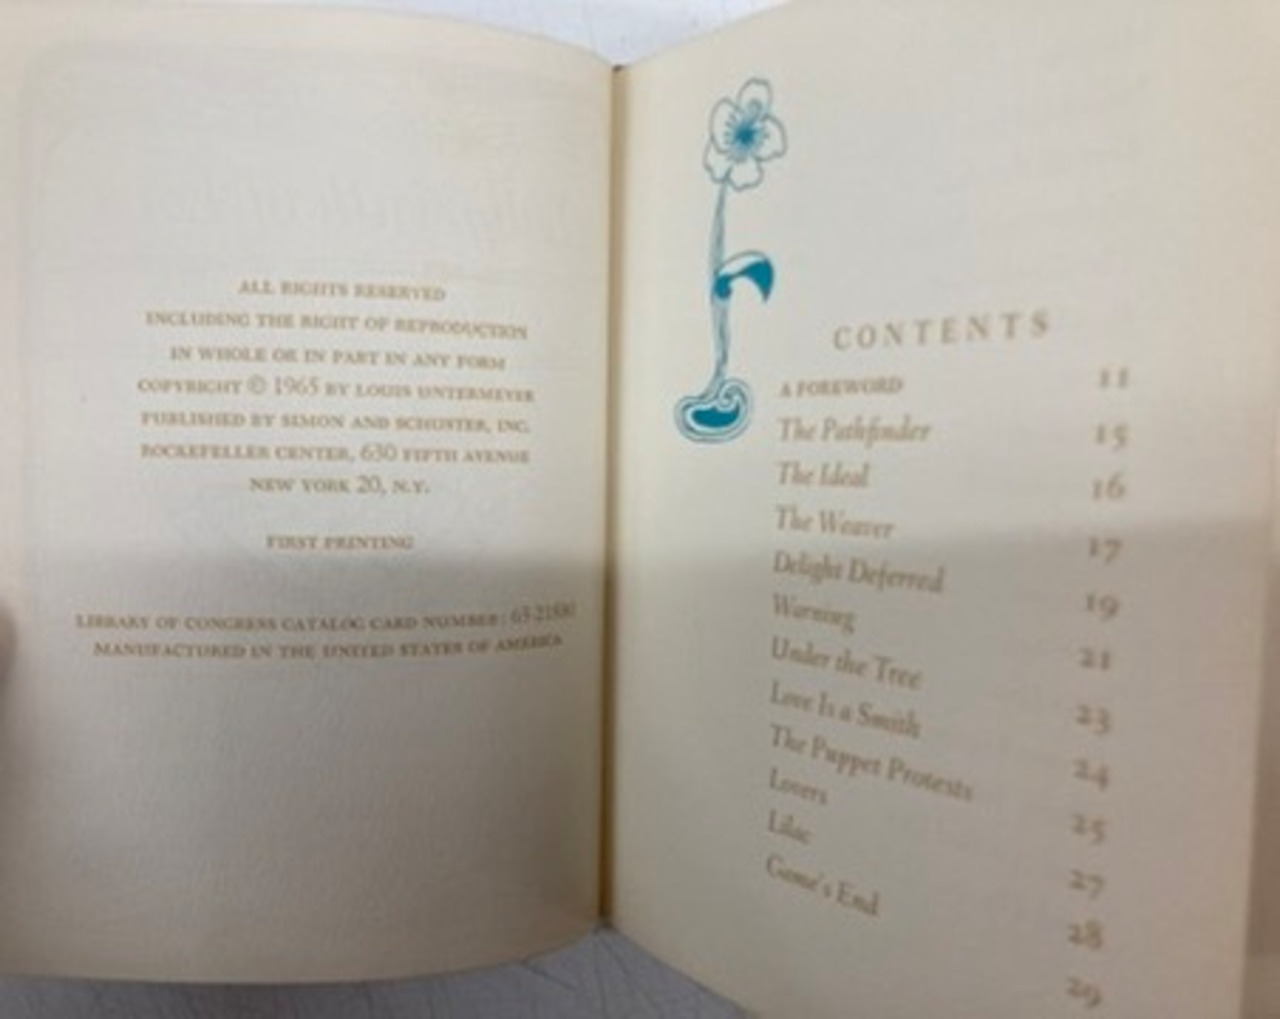 ALL RIGHTS RESERVED
INCLUDING THE RIGHT OF REPRODUCTION
IN WHOLE OR IN PART IN ANY FORM
COPYRIGHT © 1965 BY LOUIS UNTERMEYER
PUBLISHED BY SIMON AND SCHUSTER, INC.
ROCKEFELLER CENTER, 630 FIFTH AVENUE
NEW YORK 20, N.Y.
FIRST PRINTING
LIBRARY OF CONGRESS CATALOG CARD NUMBER:
MANUFACTURED IN THE UNITED STATES OF AMERICA
CONTENTS
A FOREWORD 11
The Pathfinder 15
The Ideal 16
The Weaver 17
Delight Deferred 19
Warning 21
Under the Tree 23
Love Is a Smith 24
The Puppet Protests 25
Lovers 27
Lilac 28
Game's End 29